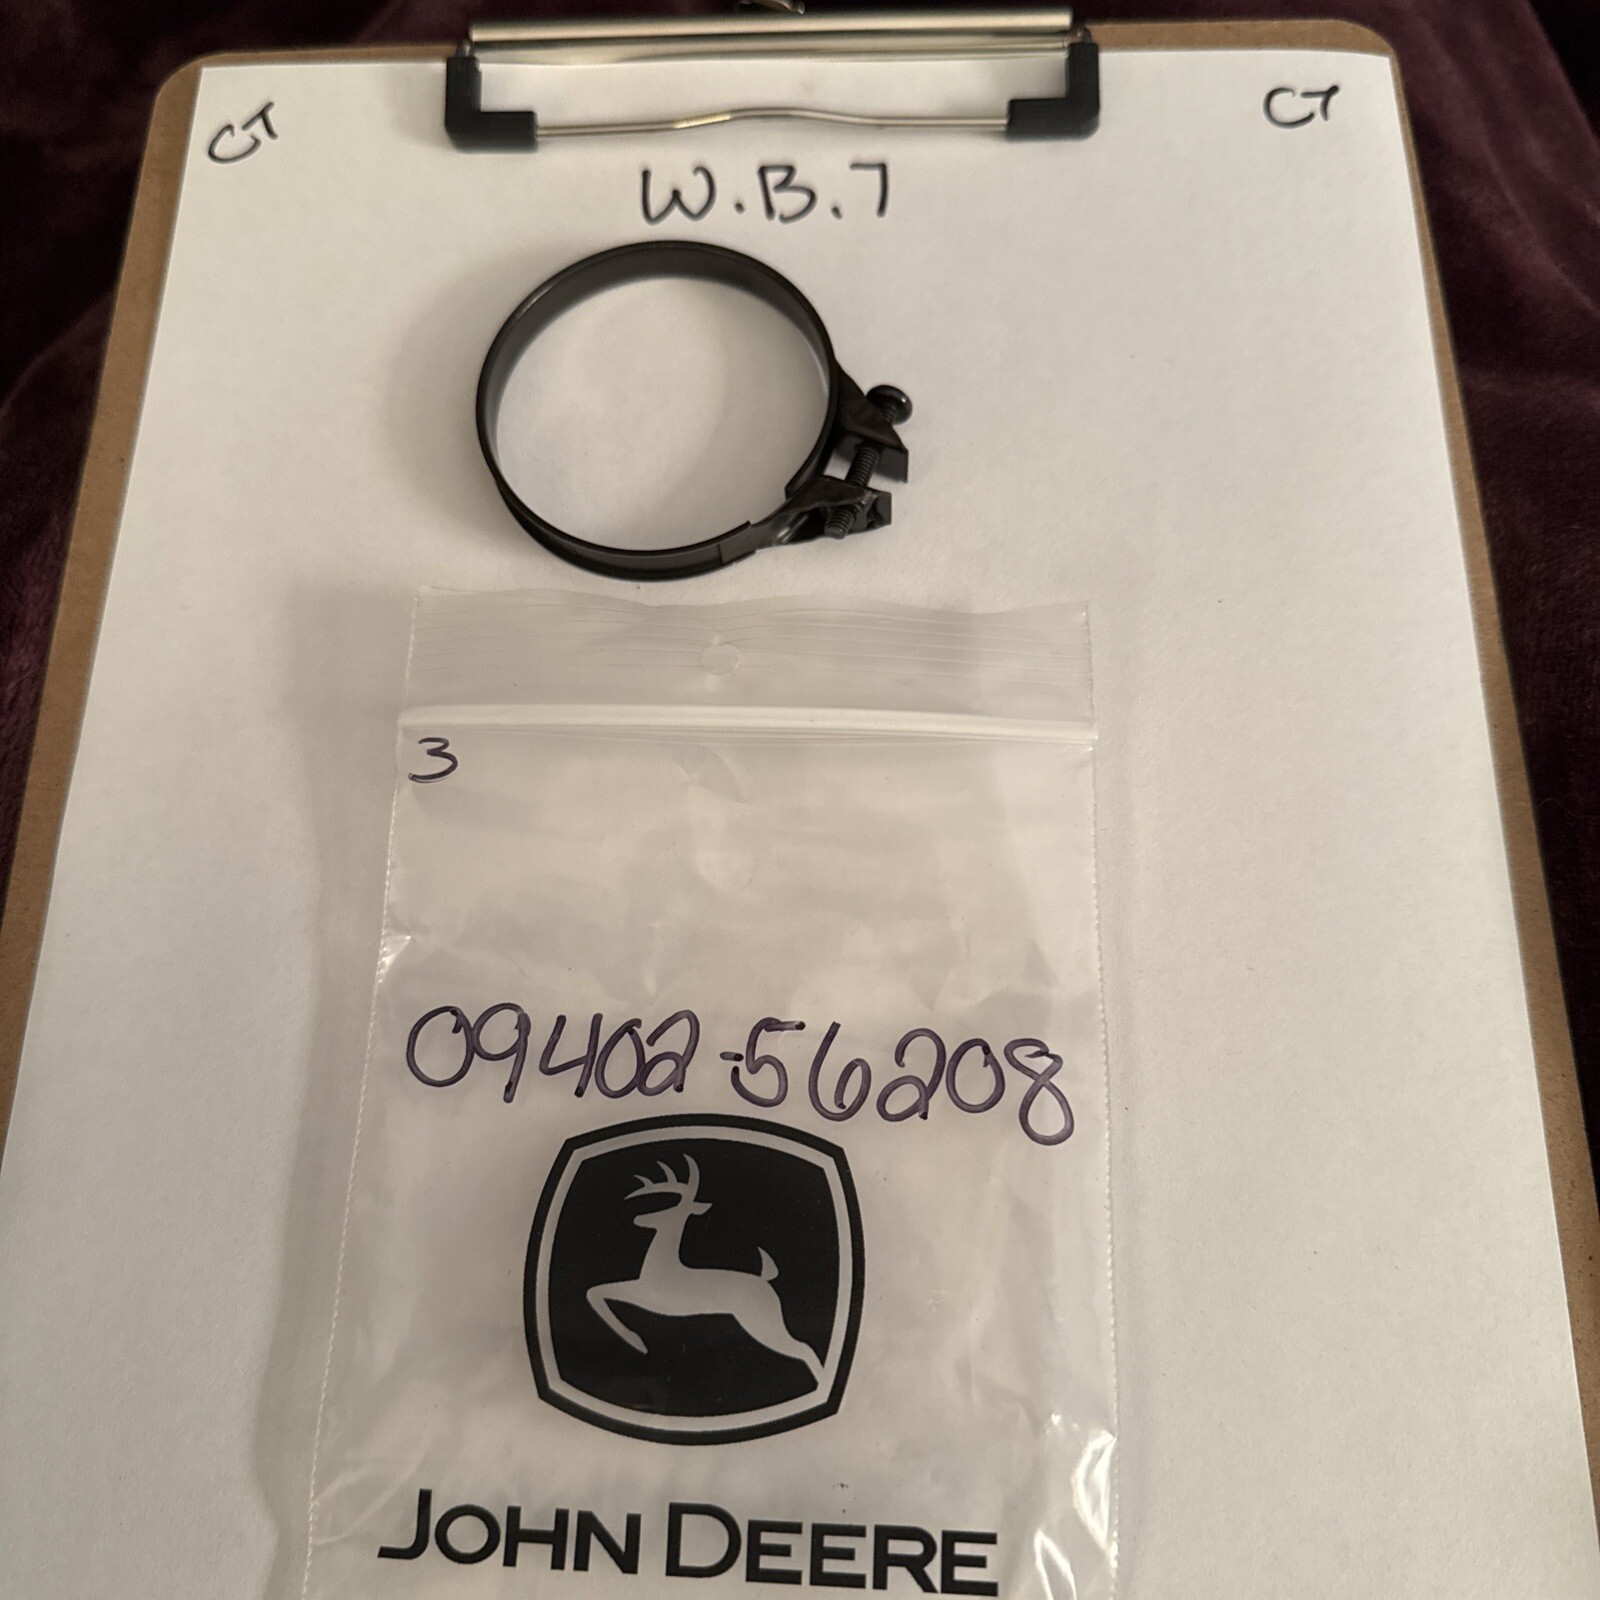 CT
CT
W.B.7
3
09402-56208
JOHN DEERE